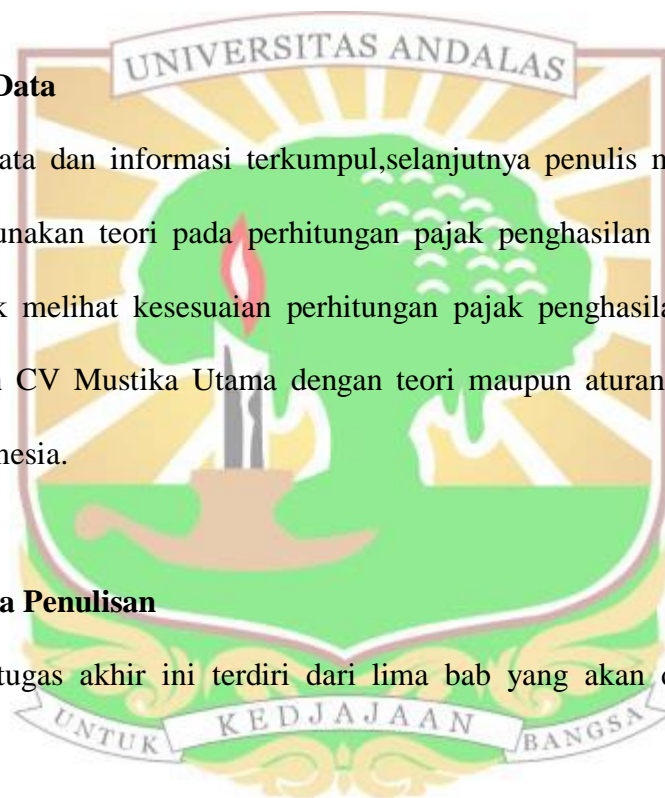 UNIVERSITAS ANDALAS
Data
ata dan informasi terkumpul,selanjutnya penulis
unakan teori pada perhitungan pajak penghasilan
k melihat kesesuaian perhitungan pajak
CV Mustika Utama dengan teori maupun aturan
nesia.
a Penulisan
tugas akhir ini terdiri dari lima bab yang akan
UNTUK KEDJAJAAN BANGSA